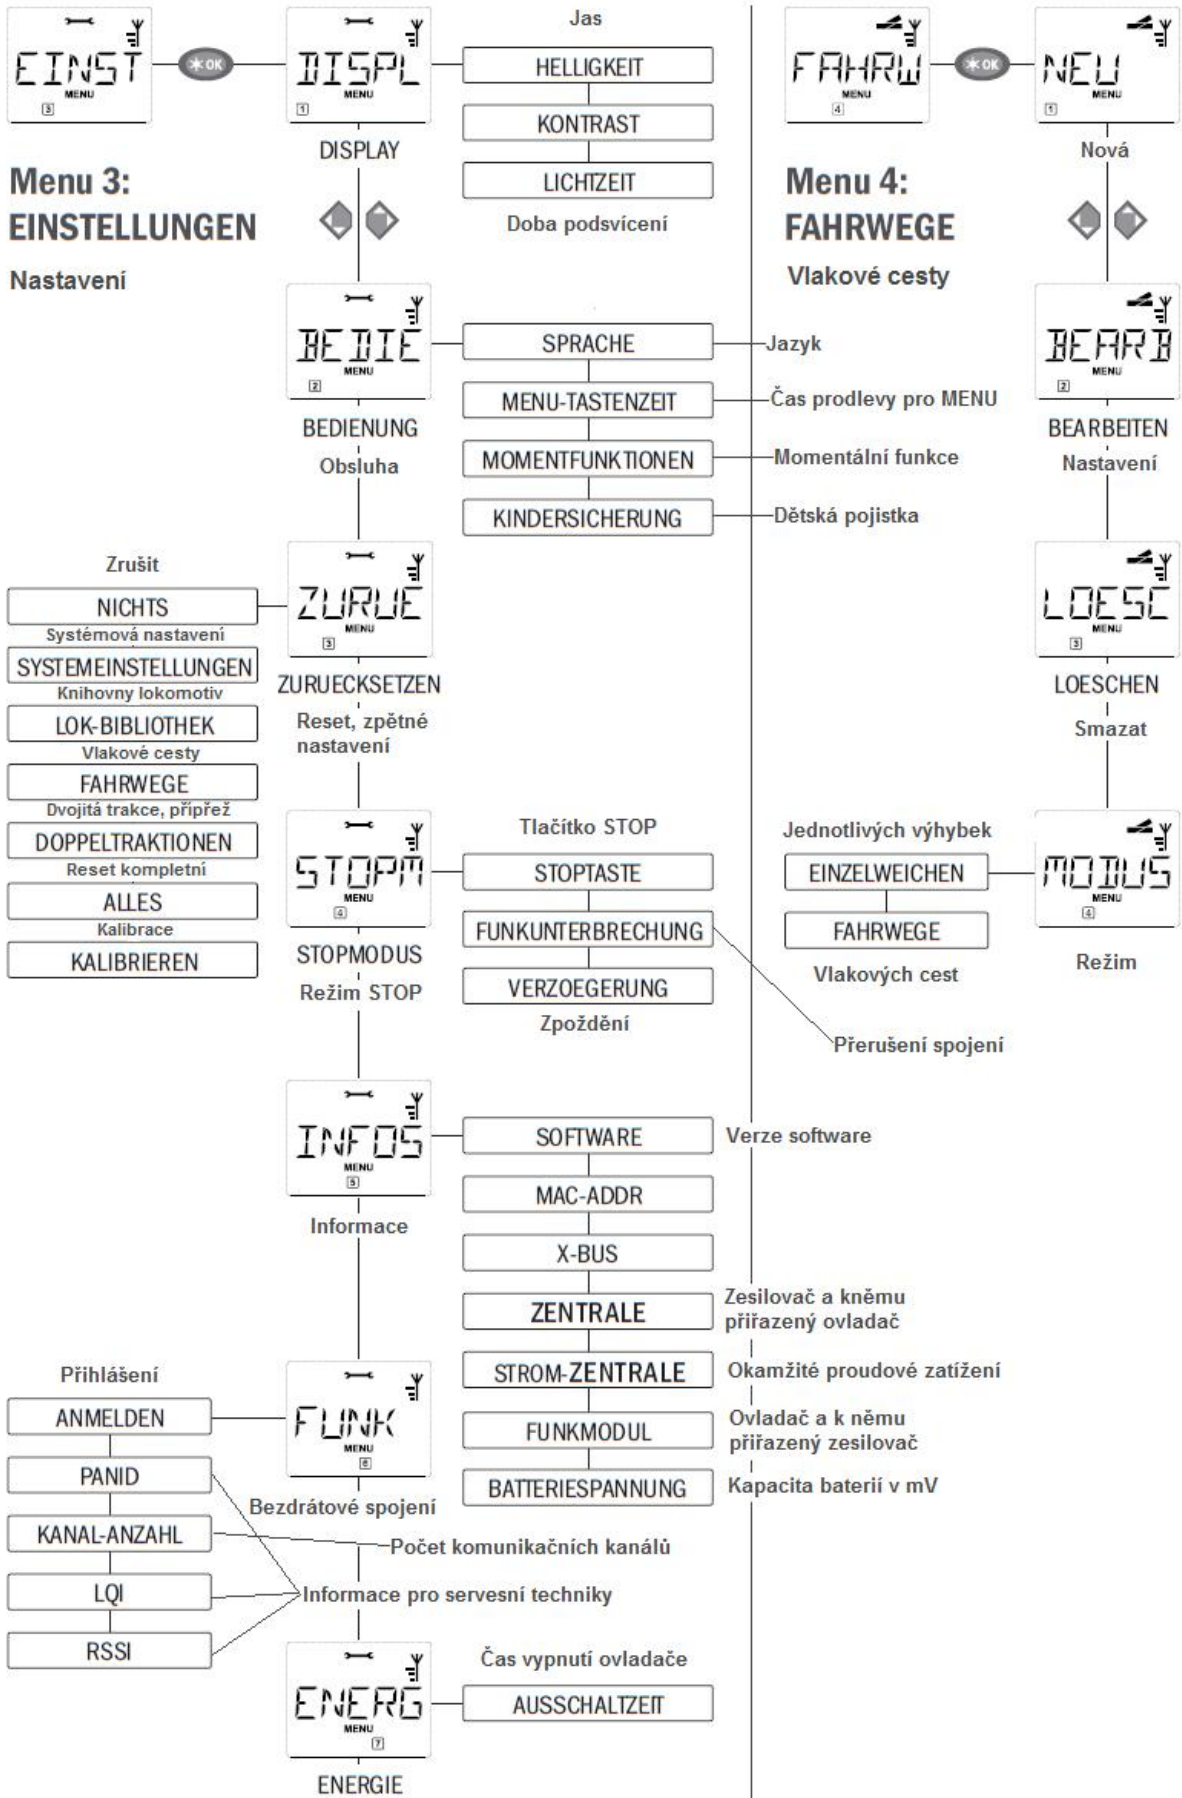 EINST
MENU
3
✶OK
DISPL
MENU
1
DISPLAY
Jas
HELLIGKEIT
KONTRAST
LICHTZEIT
Doba podsvícení
Menu 3:
EINSTELLUNGEN
Nastavení
BEDIE
MENU
2
BEDIENUNG
Obsluha
SPRACHE
Jazyk
MENU-TASTENZEIT
Čas prodlevy pro MENU
MOMENTFUNKTIONEN
Momentální funkce
KINDERSICHERUNG
Dětská pojistka
ZURUE
MENU
3
ZURUECKSETZEN
Reset, zpětné
nastavení
Zrušit
NICHTS
Systémová nastavení
SYSTEMEINSTELLUNGEN
Knihovny lokomotiv
LOK-BIBLIOTHEK
Vlakové cesty
FAHRWEGE
Dvojitá trakce, přípřež
DOPPELTRAKTIONEN
Reset kompletní
ALLES
Kalibrace
KALIBRIEREN
STOPM
MENU
4
STOPMODUS
Režim STOP
Tlačítko STOP
STOPTASTE
FUNKUNTERBRECHUNG
Přerušení spojení
VERZOEGERUNG
Zpoždění
INFOS
MENU
5
Informace
SOFTWARE
Verze software
MAC-ADDR
X-BUS
ZENTRALE
Zesilovač a kněmu
přiřazený ovladač
STROM-ZENTRALE
Okamžité proudové zatížení
FUNKMODUL
Ovladač a k němu
přiřazený zesilovač
BATTERIESPANNUNG
Kapacita baterií v mV
FUNK
MENU
6
Bezdrátové spojení
Přihlášení
ANMELDEN
PANID
KANAL-ANZAHL
Počet komunikačních kanálů
LQI
Informace pro servesní techniky
RSSI
ENERG
MENU
7
ENERGIE
Čas vypnutí ovladače
AUSSCHALTZEIT
FAHRW
MENU
4
✶OK
NEU
MENU
1
Nová
Menu 4:
FAHRWEGE
Vlakové cesty
BEARB
MENU
2
BEARBEITEN
Nastavení
LOESC
MENU
3
LOESCHEN
Smazat
MODUS
MENU
4
Režim
Jednotlivých výhybek
EINZELWEICHEN
FAHRWEGE
Vlakových cest